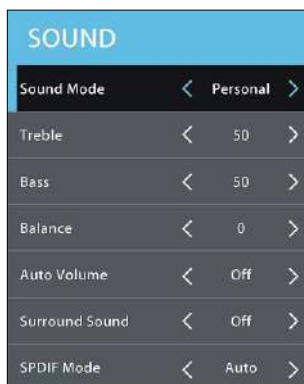 SOUND
Sound Mode < Personal >
Treble < 50 >
Bass < 50 >
Balance < 0 >
Auto Volume < Off >
Surround Sound < Off >
SPDIF Mode < Auto >